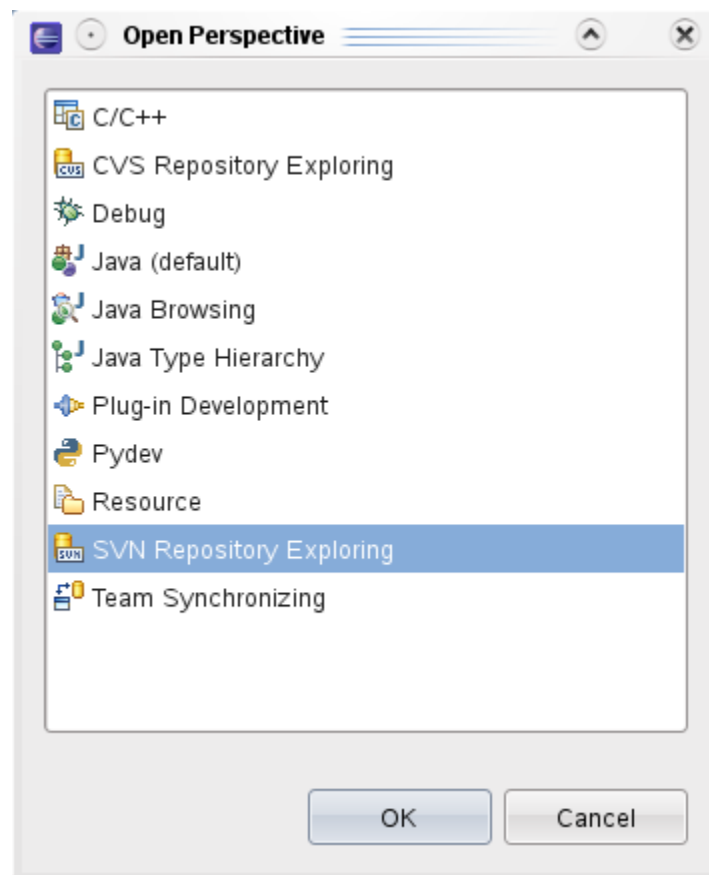 Open Perspective
C/C++
CVS Repository Exploring
Debug
Java (default)
Java Browsing
Java Type Hierarchy
Plug-in Development
Pydev
Resource
SVN Repository Exploring
Team Synchronizing
OK Cancel